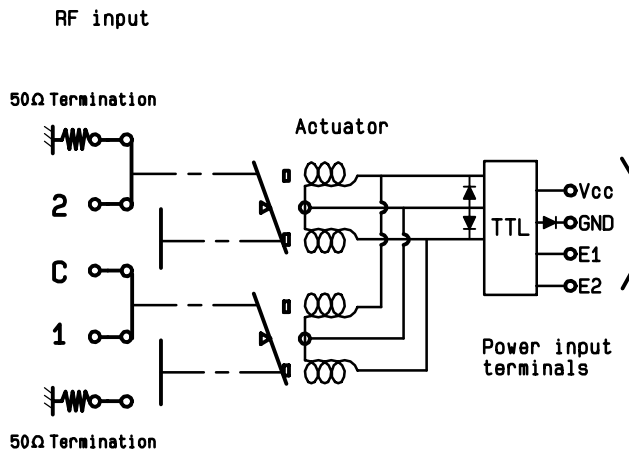 RF input
50Ω Termination
Actuator
2
C
1
50Ω Termination
TTL
Vcc
GND
E1
E2
Power input
terminals